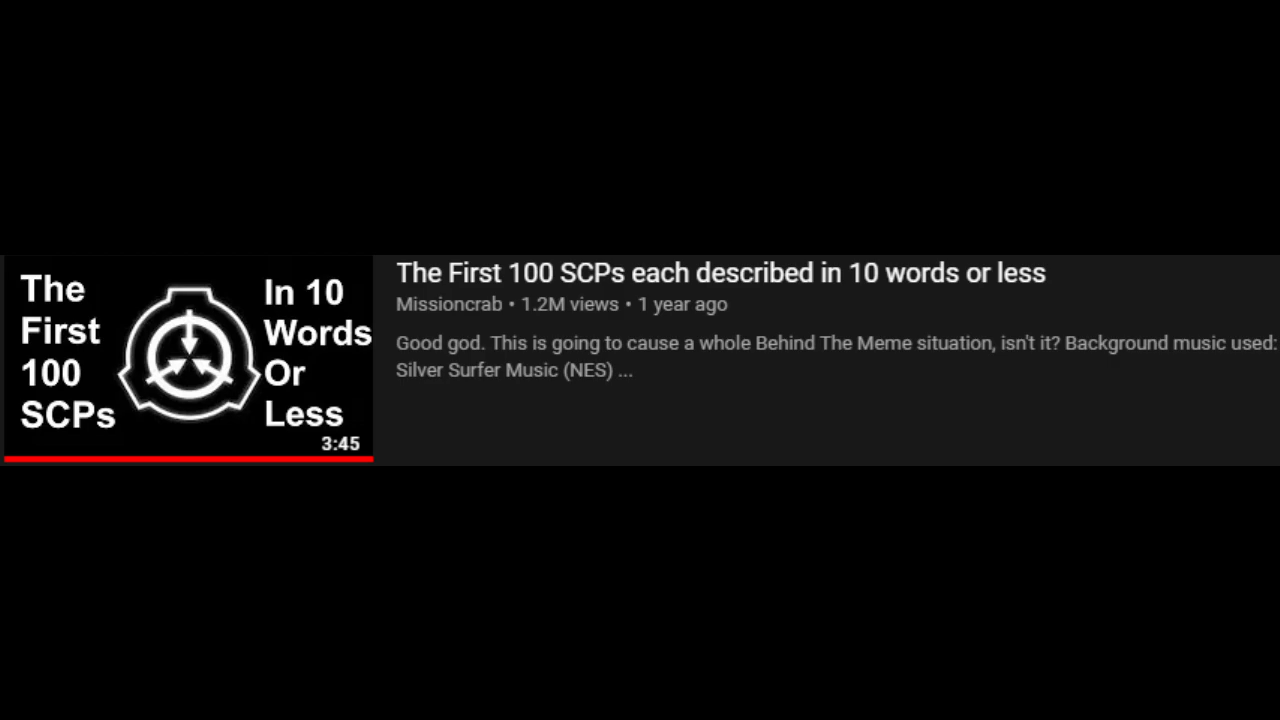 The
First
100
SCPs
In 10
Words
Or
Less
3:45
The First 100 SCPs each described in 10 words or less
Missioncrab • 1.2M views • 1 year ago
Good god. This is going to cause a whole Behind The Meme situation, isn't it? Background music used:
Silver Surfer Music (NES) ...